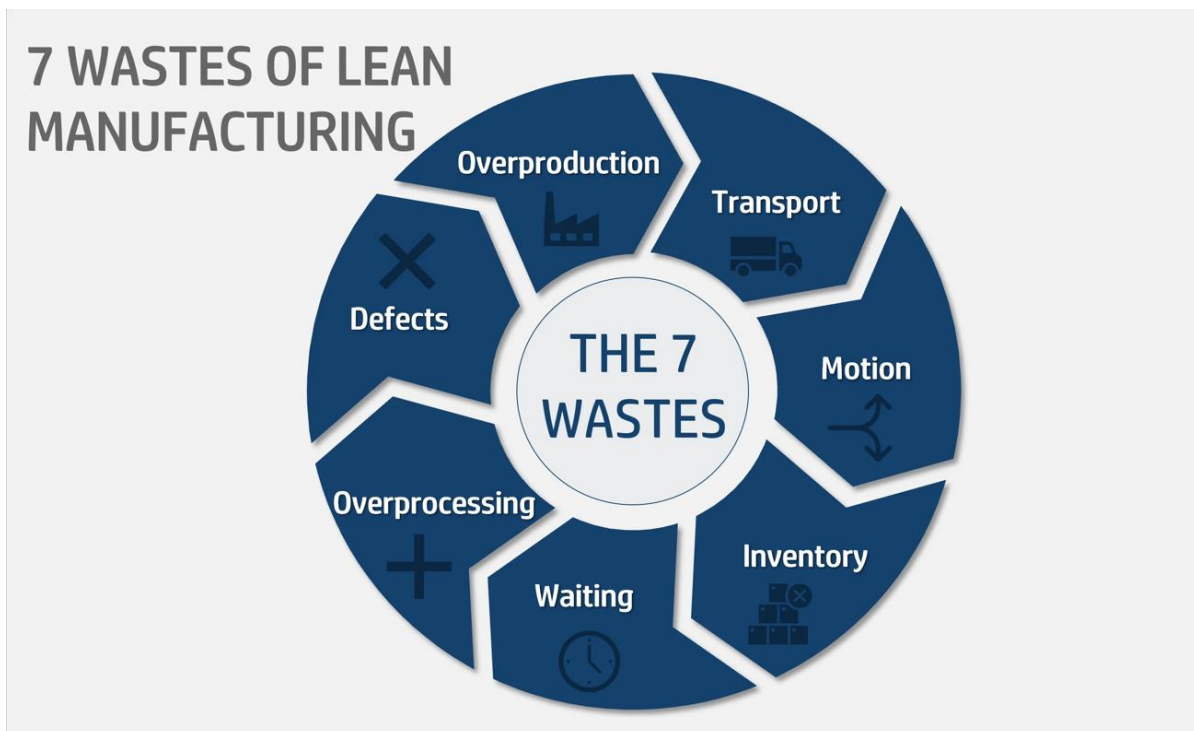 7 WASTES OF LEAN
MANUFACTURING
Overproduction
Transport
Motion
Inventory
Waiting
Overprocessing
Defects
THE 7
WASTES